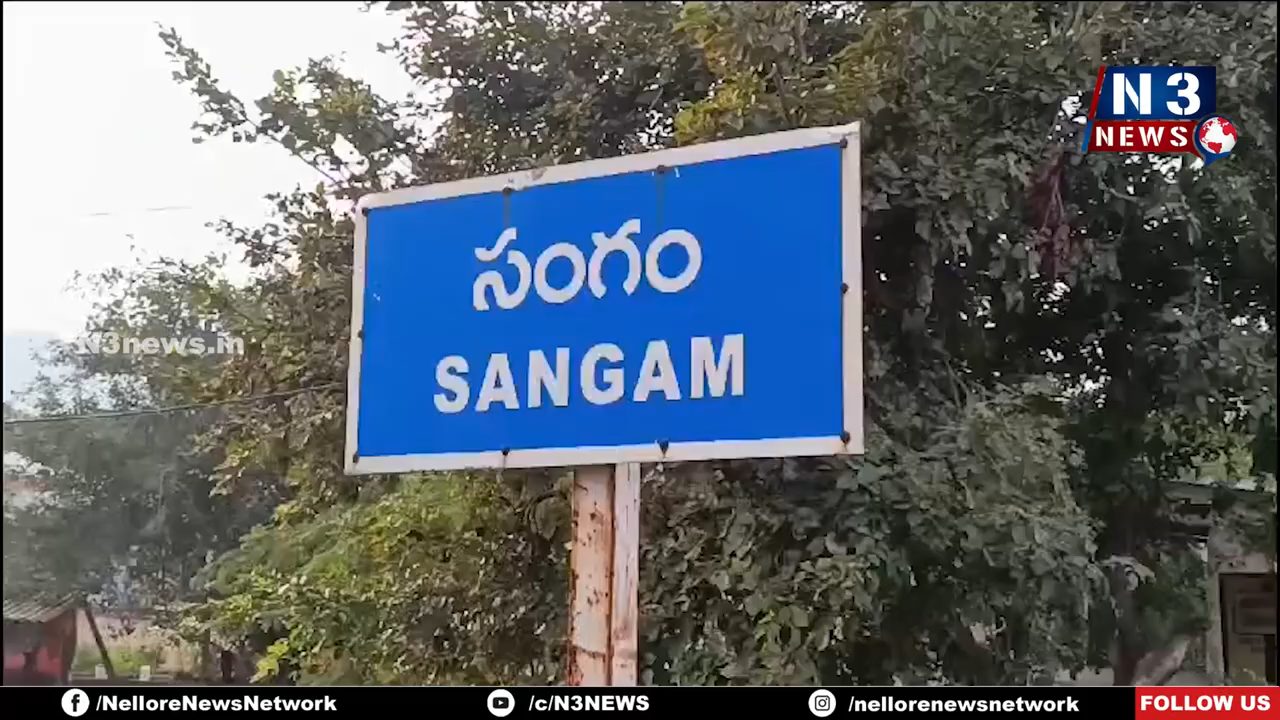 N3
NEWS
సంగం
N3news.in
SANGAM
/NelloreNewsNetwork
/c/N3NEWS
/nellorenewsnetwork
FOLLOW US